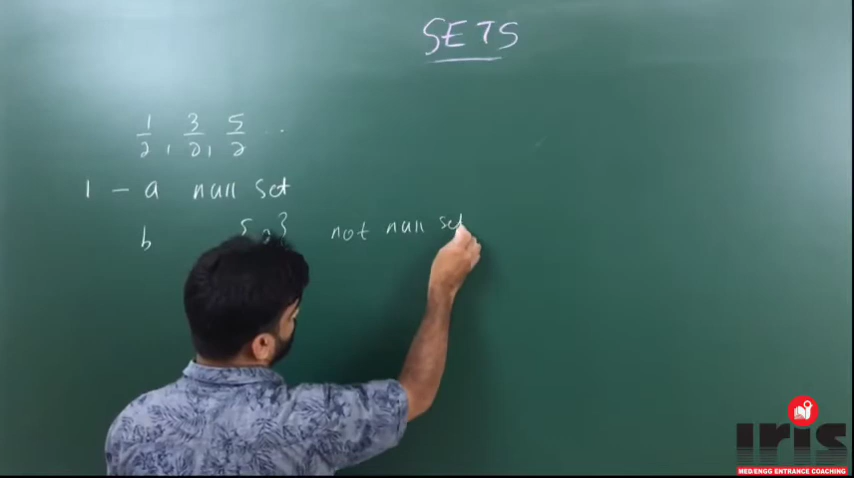 SETS
1/2, 3/2, 5/2 ..
1 - a null set
b { 2 } not null set
iris
MED/ENGG ENTRANCE COACHING